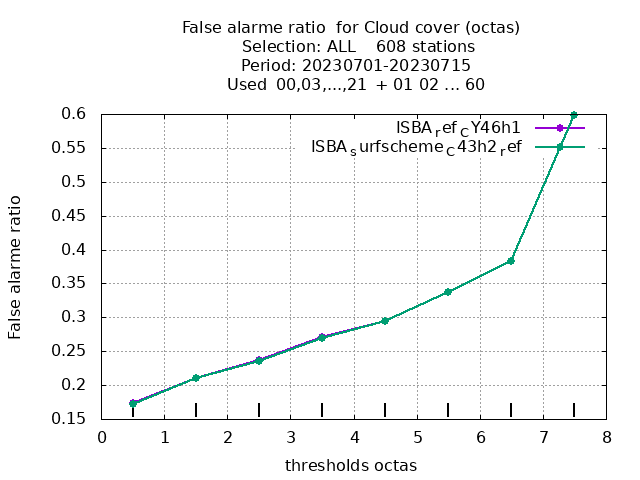 False alarme ratio  for Cloud cover (octas)
Selection: ALL    608 stations
Period: 20230701-20230715
Used  00,03,...,21  + 01 02 ... 60
ISBA_ref_CY46h1
ISBA_surfscheme_C43h2_ref
False alarme ratio
0.6
0.55
0.5
0.45
0.4
0.35
0.3
0.25
0.2
0.15
0 1 2 3 4 5 6 7 8
thresholds octas